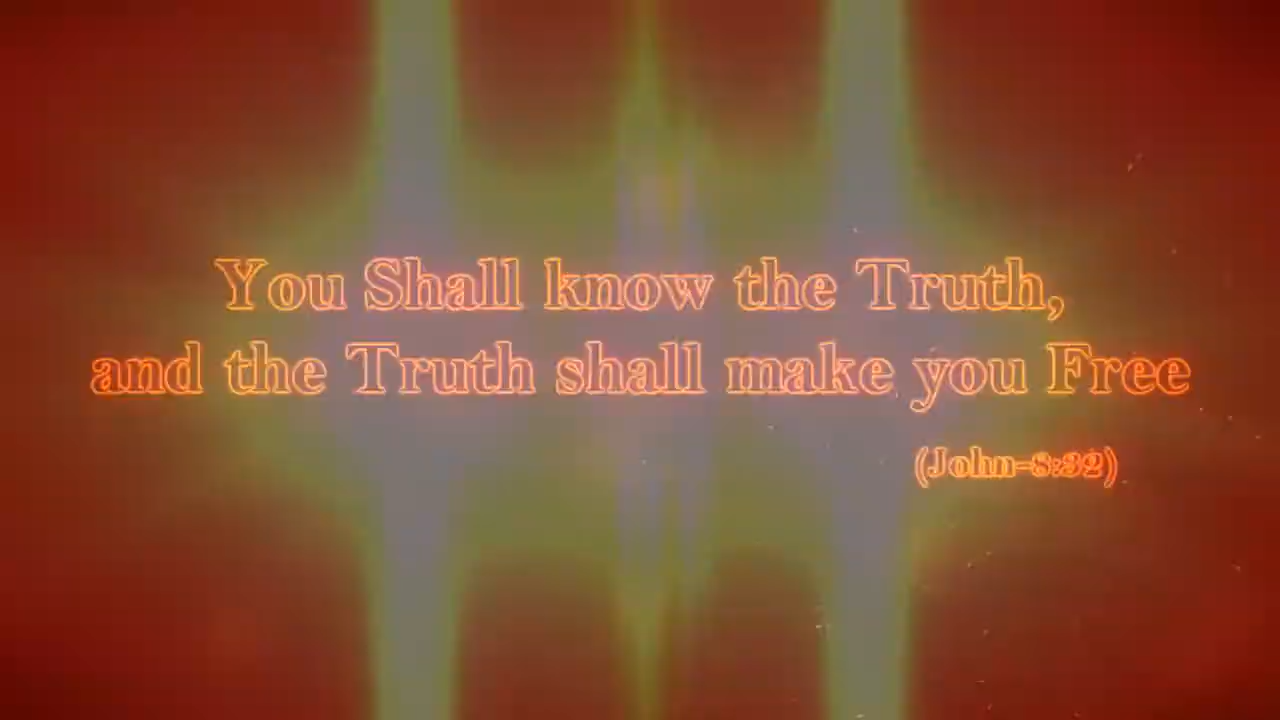 You Shall know the Truth,
and the Truth shall make you Free
(John-8:32)